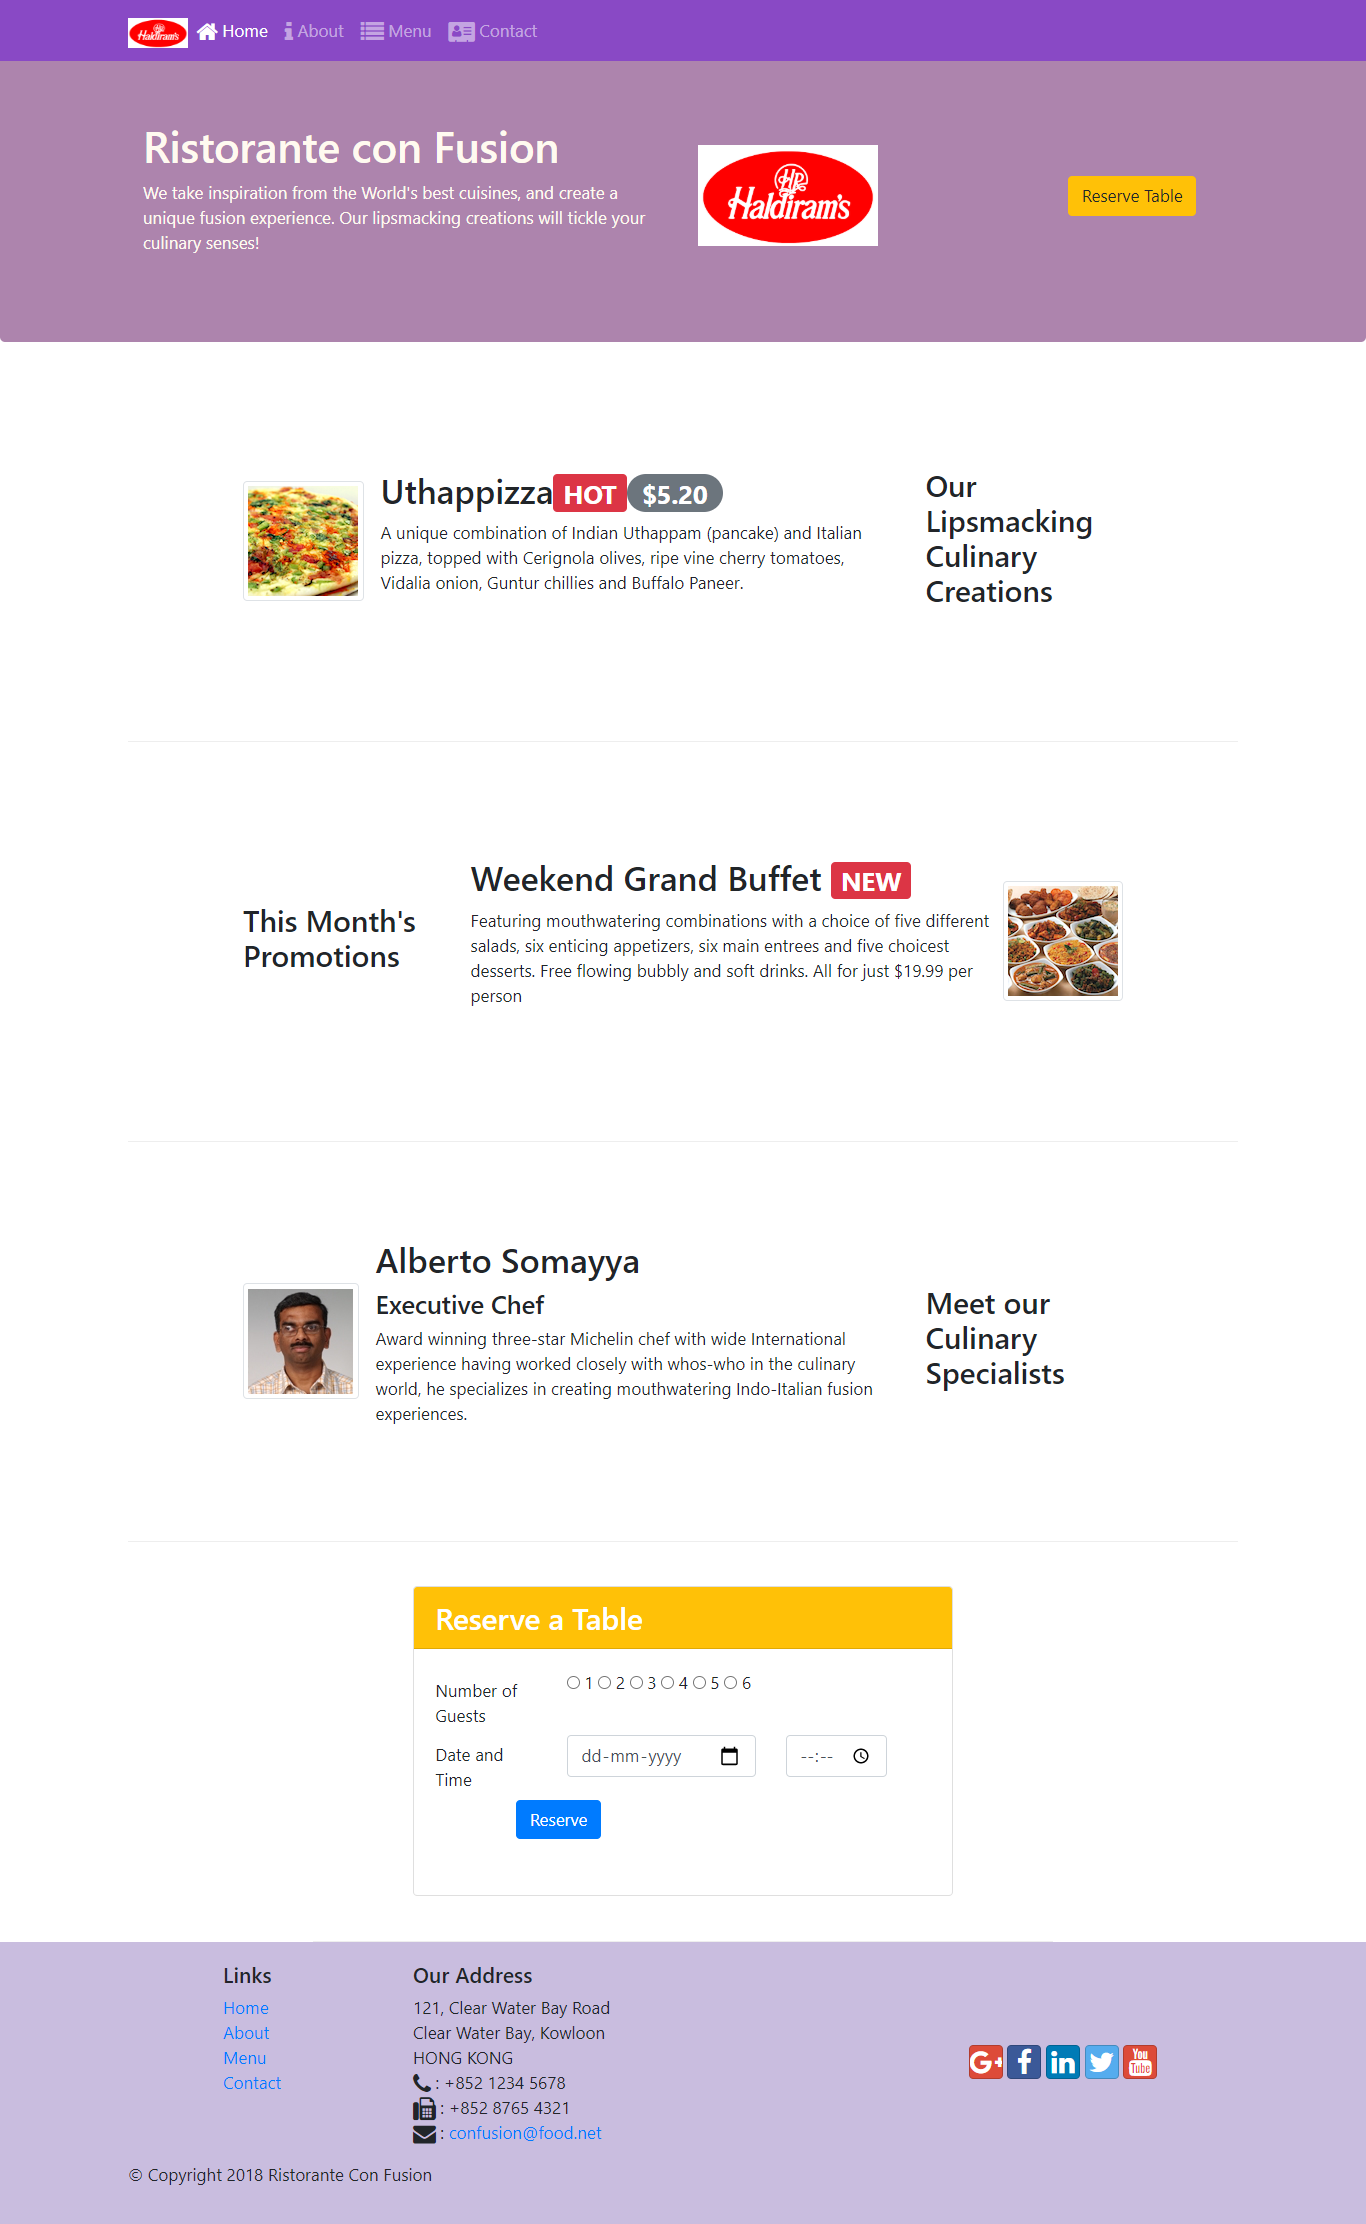 Haldiram's Home About Menu Contact
Ristorante con Fusion
We take inspiration from the World's best cuisines, and create a
unique fusion experience. Our lipsmacking creations will tickle your
culinary senses!
HR
Haldiram's
Reserve Table
Uthappizza HOT $5.20
A unique combination of Indian Uthappam (pancake) and Italian
pizza, topped with Cerignola olives, ripe vine cherry tomatoes,
Vidalia onion, Guntur chillies and Buffalo Paneer.
Our
Lipsmacking
Culinary
Creations
This Month's
Promotions
Weekend Grand Buffet NEW
Featuring mouthwatering combinations with a choice of five different
salads, six enticing appetizers, six main entrees and five choicest
desserts. Free flowing bubbly and soft drinks. All for just $19.99 per
person
Alberto Somayya
Executive Chef
Award winning three-star Michelin chef with wide International
experience having worked closely with whos-who in the culinary
world, he specializes in creating mouthwatering Indo-Italian fusion
experiences.
Meet our
Culinary
Specialists
Reserve a Table
Number of
Guests
1 2 3 4 5 6
Date and
Time
dd-mm-yyyy
--:--
Reserve
Links
Home
About
Menu
Contact
Our Address
121, Clear Water Bay Road
Clear Water Bay, Kowloon
HONG KONG
: +852 1234 5678
: +852 8765 4321
: confusion@food.net
G+ f in You Tube
© Copyright 2018 Ristorante Con Fusion